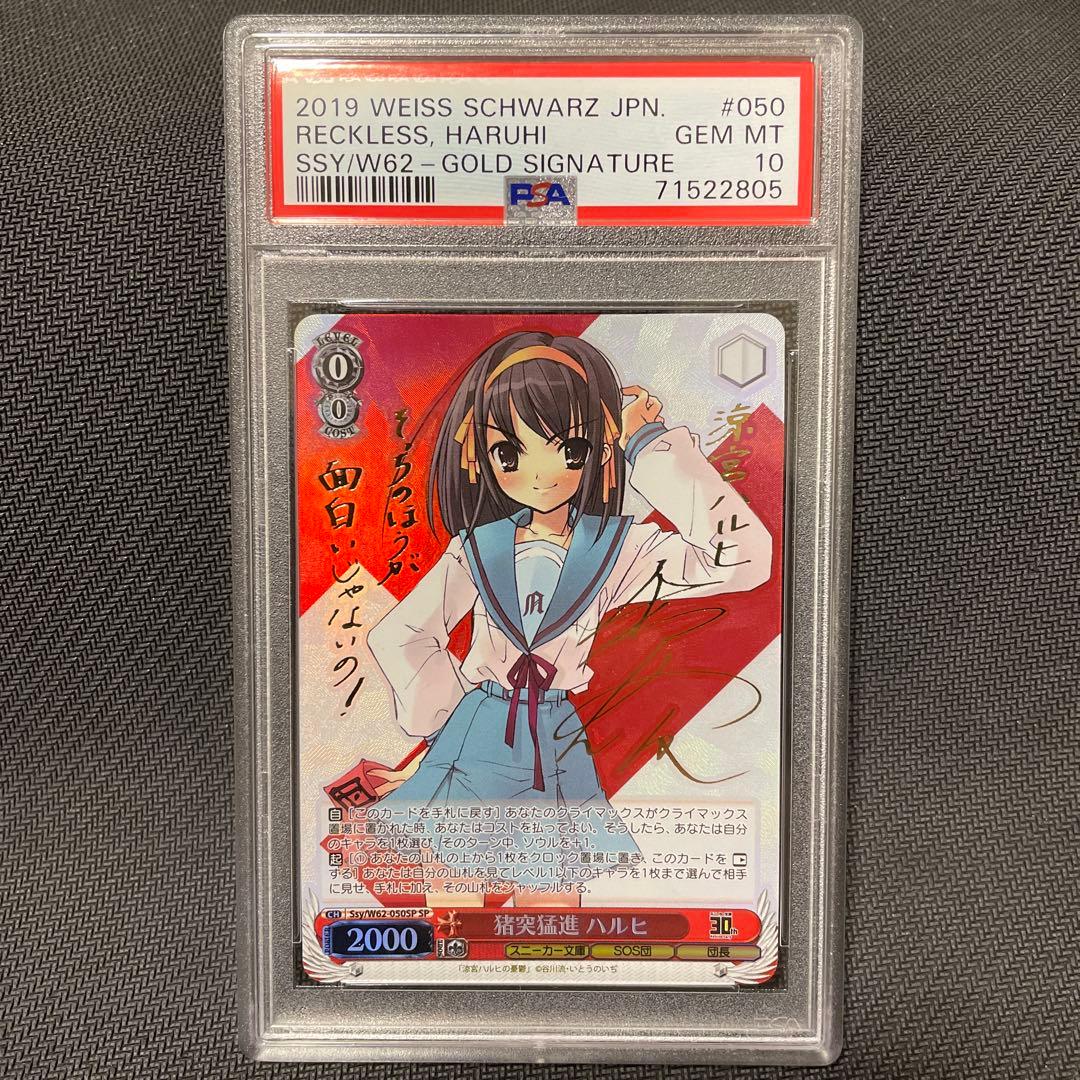 2019 WEISS SCHWARZ JPN. #050
RECKLESS, HARUHI GEM MT
SSY/W62-GOLD SIGNATURE 10
PSA 71522805
LEVEL
0
0
COST
そっちのほうが
面白いじゃないの!
涼宮ハルヒ
自［このカードを手札に戻す］あなたのクライマックスがクライマックス
置場に置かれた時、あなたはコストを払ってよい。そうしたら、あなたは自分
のキャラを1枚選び、そのターン中、ソウルを+1。
起［① あなたの山札の上から1枚をクロック置場に置き、このカードを
する］あなたは自分の山札を見てレベル1以下のキャラを1枚まで選んで相手
に見せ、手札に加え、その山札をシャッフルする。
CH Ssy/W62-050SP SP
猪突猛進 ハルヒ
30th
POWER 2000 SOUL
スニーカー文庫 SOS団 団長
「涼宮ハルヒの憂鬱」©谷川流・いとうのいぢ